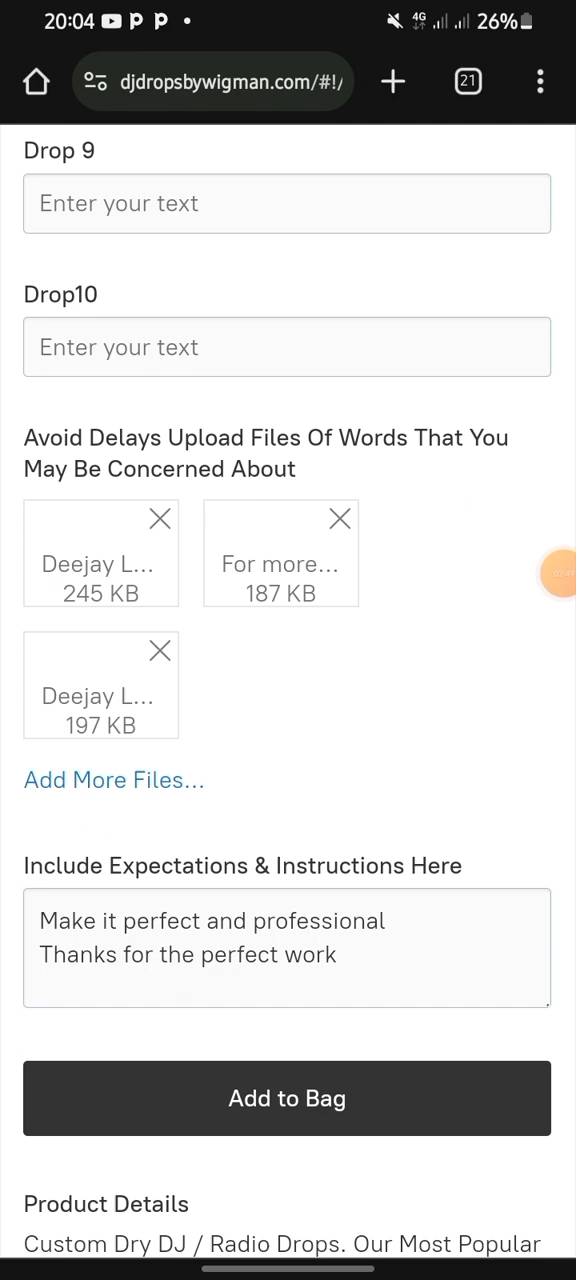 20:04 4G 26%
djdropsbywigman.com/#!/ 21
Drop 9
Enter your text
Drop10
Enter your text
Avoid Delays Upload Files Of Words That You
May Be Concerned About
Deejay L... For more...
245 KB 187 KB
Deejay L...
197 KB
Add More Files...
Include Expectations & Instructions Here
Make it perfect and professional
Thanks for the perfect work
Add to Bag
Product Details
Custom Dry DJ / Radio Drops. Our Most Popular